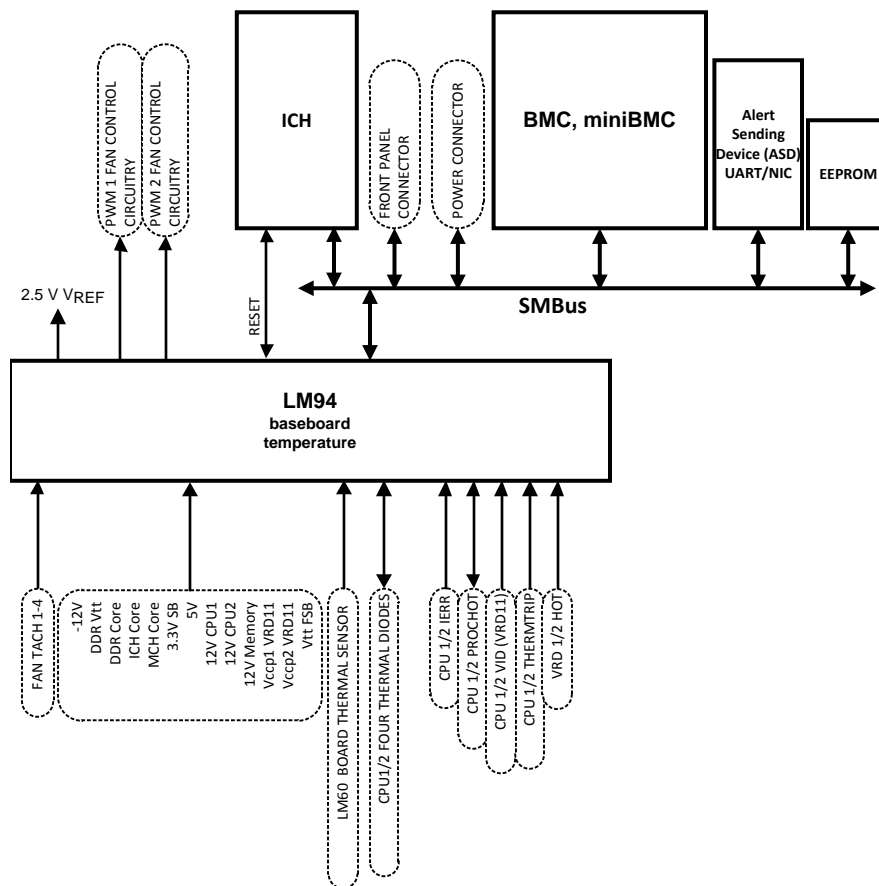 PWM 1 FAN CONTROL
CIRCUITRY
PWM 2 FAN CONTROL
CIRCUITRY
ICH
FRONT PANEL
CONNECTOR
POWER CONNECTOR
BMC, miniBMC
Alert
Sending
Device (ASD)
UART/NIC
EEPROM
2.5 V VREF
RESET
SMBus
LM94
baseboard
temperature
FAN TACH 1-4
-12V
DDR Vtt
DDR Core
ICH Core
MCH Core
3.3V SB
5V
12V CPU1
12V CPU2
12V Memory
Vccp1 VRD11
Vccp2 VRD11
Vtt FSB
LM60 BOARD THERMAL SENSOR
CPU1/2 FOUR THERMAL DIODES
CPU 1/2 IERR
CPU 1/2 PROCHOT
CPU 1/2 VID (VRD11)
CPU 1/2 THERMTRIP
VRD 1/2 HOT